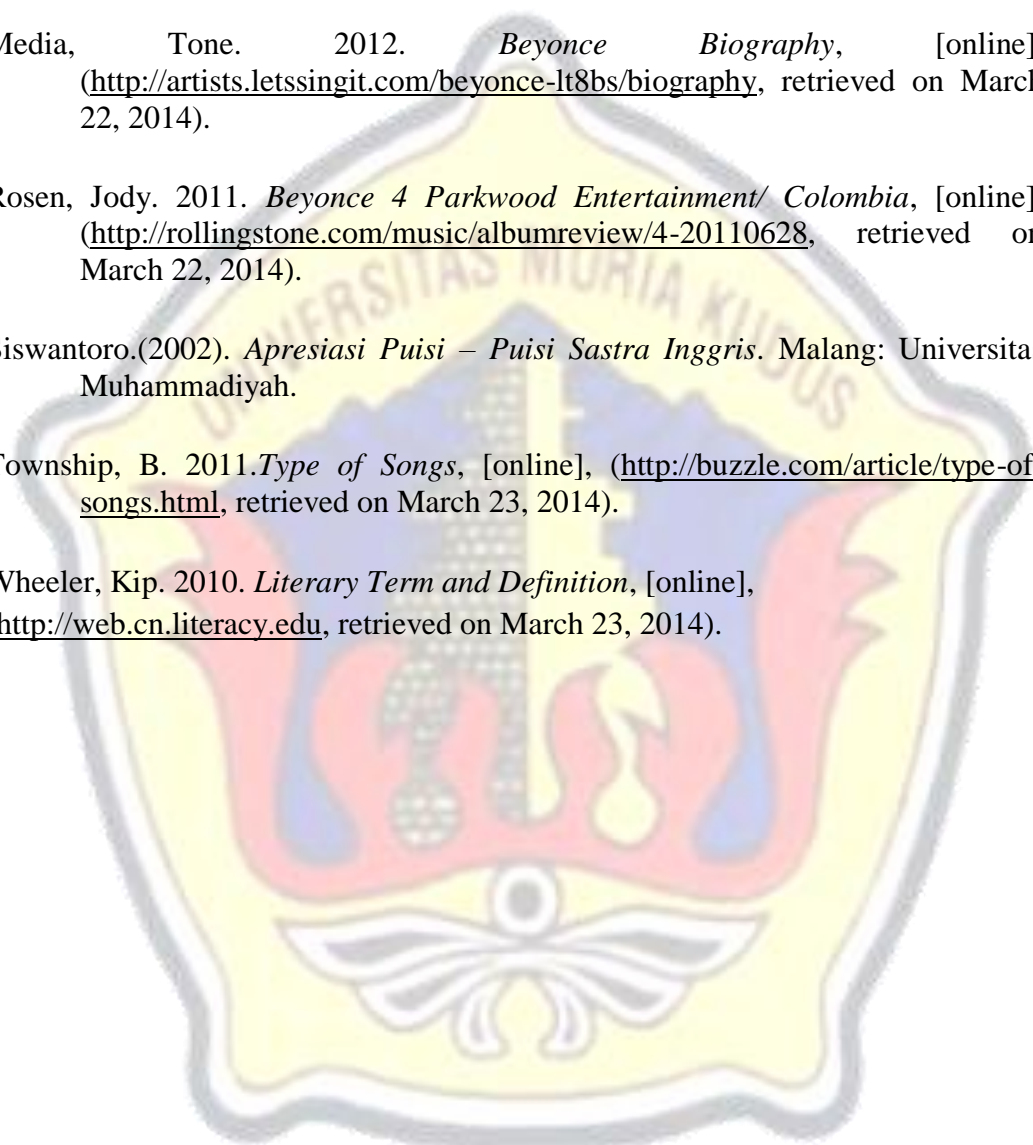 Media, Tone. 2012. Beyonce Biography, [online]
(http://artists.letssingit.com/beyonce-lt8bs/biography, retrieved on March
22, 2014).
Rosen, Jody. 2011. Beyonce 4 Parkwood Entertainment/ Colombia, [online]
(http://rollingstone.com/music/albumreview/4-20110628, retrieved on
March 22, 2014).
Siswantoro.(2002). Apresiasi Puisi – Puisi Sastra Inggris. Malang: Universita
Muhammadiyah.
Township, B. 2011.Type of Songs, [online], (http://buzzle.com/article/type-of-
songs.html, retrieved on March 23, 2014).
Wheeler, Kip. 2010. Literary Term and Definition, [online],
http://web.cn.literacy.edu, retrieved on March 23, 2014).
UNIVERSITAS MURIA KUDUS